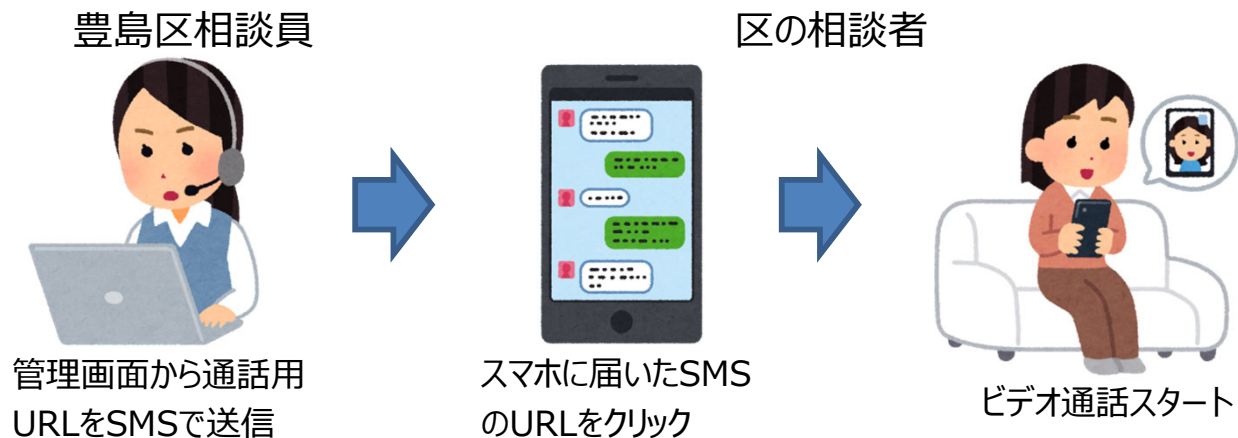 豊島区相談員
区の相談者
管理画面から通話用
URLをSMSで送信
スマホに届いたSMS
のURLをクリック
ビデオ通話スタート